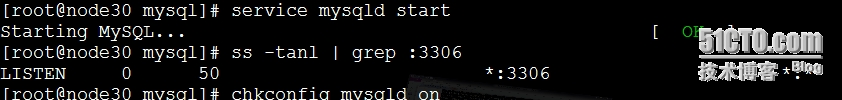 [root@node30 mysql]# service mysqld start
Starting MySQL... [ OK ]
[root@node30 mysql]# ss -tanl | grep :3306
LISTEN 0 50 *:3306 *:*
[root@node30 mysql]# chkconfig mysqld on
51CTO.com
技术博客 Blog